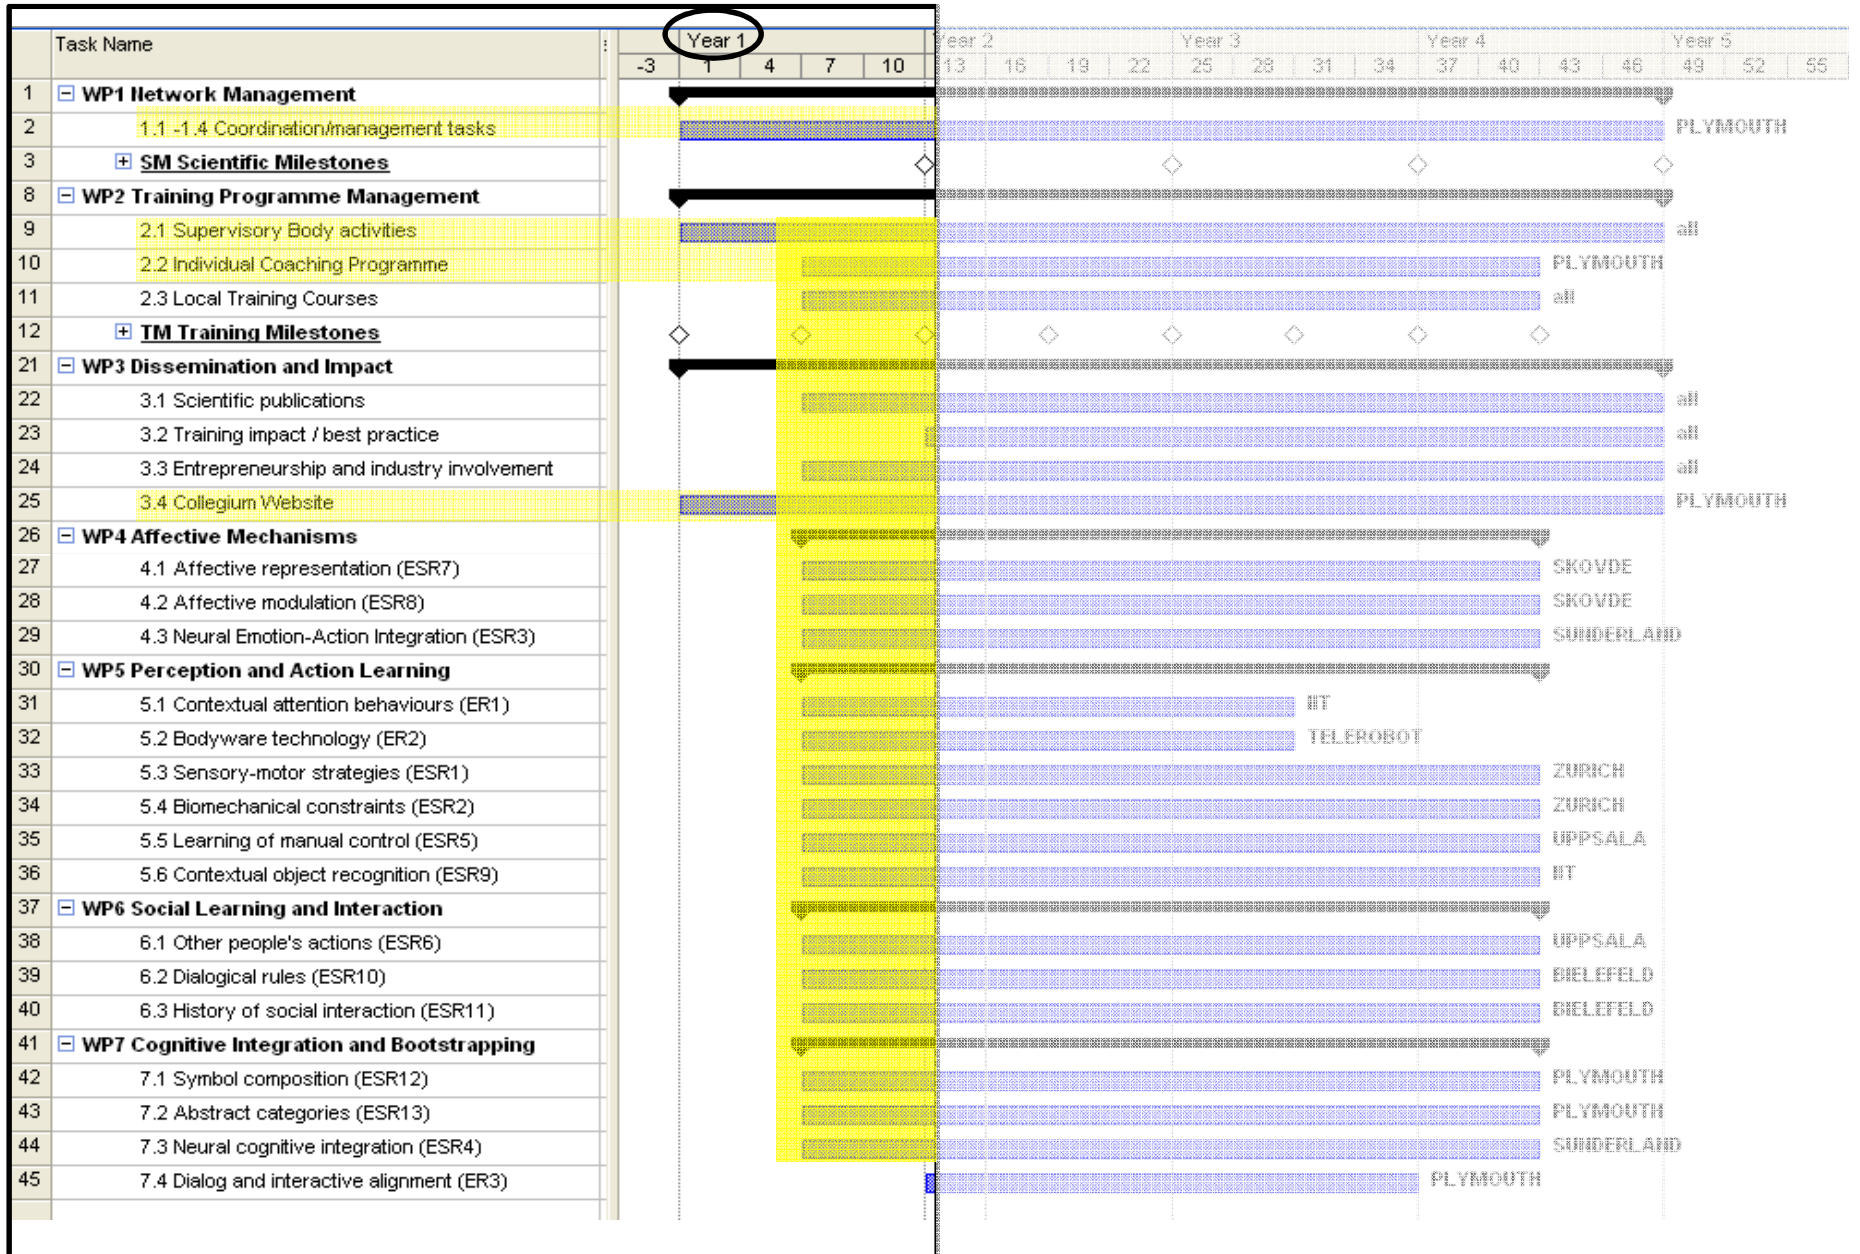 Task Name Year 1 Year 2 Year 3 Year 4 Year 5
-3 1 4 7 10 13 16 19 22 25 28 31 34 37 40 43 46 49 52 55
1 WP1 Network Management
2 1.1 -1.4 Coordination/management tasks PLYMOUTH
3 SM Scientific Milestones
8 WP2 Training Programme Management
9 2.1 Supervisory Body activities all
10 2.2 Individual Coaching Programme PLYMOUTH
11 2.3 Local Training Courses all
12 TM Training Milestones
21 WP3 Dissemination and Impact
22 3.1 Scientific publications all
23 3.2 Training impact / best practice all
24 3.3 Entrepreneurship and industry involvement all
25 3.4 Collegium Website PLYMOUTH
26 WP4 Affective Mechanisms
27 4.1 Affective representation (ESR7) SKOVDE
28 4.2 Affective modulation (ESR8) SKOVDE
29 4.3 Neural Emotion-Action Integration (ESR3) SUNDERLAND
30 WP5 Perception and Action Learning
31 5.1 Contextual attention behaviours (ER1) IIT
32 5.2 Bodyware technology (ER2) TELEROBOT
33 5.3 Sensory-motor strategies (ESR1) ZURICH
34 5.4 Biomechanical constraints (ESR2) ZURICH
35 5.5 Learning of manual control (ESR5) UPPSALA
36 5.6 Contextual object recognition (ESR9) IIT
37 WP6 Social Learning and Interaction
38 6.1 Other people's actions (ESR6) UPPSALA
39 6.2 Dialogical rules (ESR10) BIELEFELD
40 6.3 History of social interaction (ESR11) BIELEFELD
41 WP7 Cognitive Integration and Bootstrapping
42 7.1 Symbol composition (ESR12) PLYMOUTH
43 7.2 Abstract categories (ESR13) PLYMOUTH
44 7.3 Neural cognitive integration (ESR4) SUNDERLAND
45 7.4 Dialog and interactive alignment (ER3) PLYMOUTH